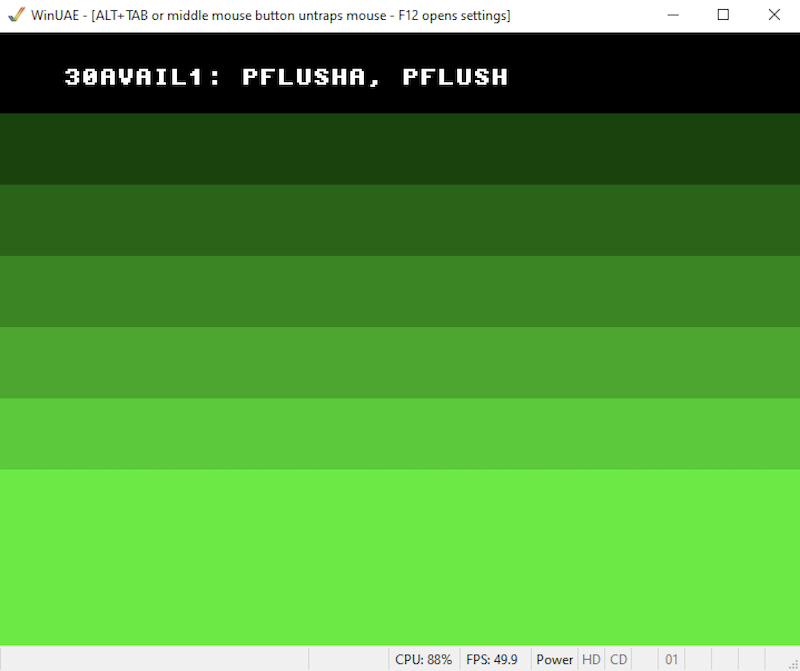 WinUAE - [ALT+TAB or middle mouse button untraps mouse - F12 opens settings]
30AVAIL1: PFLUSHA, PFLUSH
CPU: 88% FPS: 49.9 Power HD CD 01